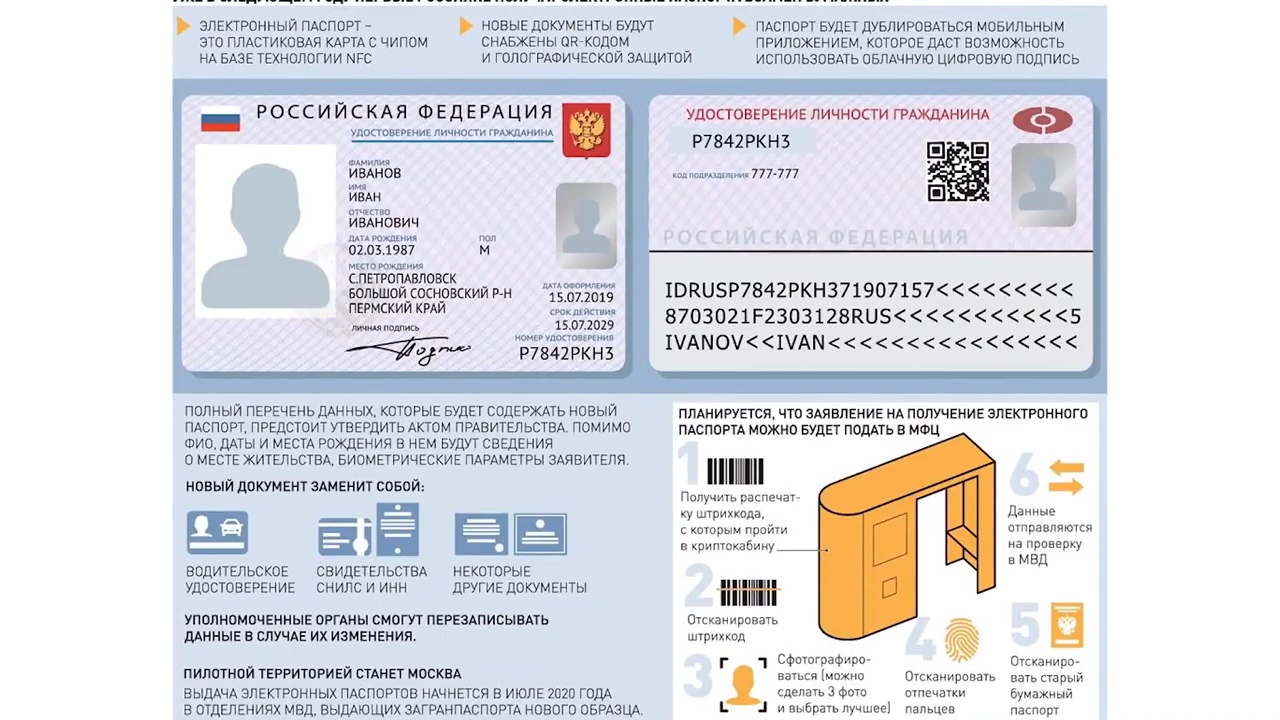 ЭЛЕКТРОННЫЙ ПАСПОРТ –
ЭТО ПЛАСТИКОВАЯ КАРТА С ЧИПОМ
НА БАЗЕ ТЕХНОЛОГИИ NFC
НОВЫЕ ДОКУМЕНТЫ БУДУТ
СНАБЖЕНЫ QR-КОДОМ
И ГОЛОГРАФИЧЕСКОЙ ЗАЩИТОЙ
ПАСПОРТ БУДЕТ ДУБЛИРОВАТЬСЯ МОБИЛЬНЫМ
ПРИЛОЖЕНИЕМ, КОТОРОЕ ДАСТ ВОЗМОЖНОСТЬ
ИСПОЛЬЗОВАТЬ ОБЛАЧНУЮ ЦИФРОВУЮ ПОДПИСЬ
РОССИЙСКАЯ ФЕДЕРАЦИЯ
УДОСТОВЕРЕНИЕ ЛИЧНОСТИ ГРАЖДАНИНА
ФАМИЛИЯ
ИВАНОВ
ИМЯ
ИВАН
ОТЧЕСТВО
ИВАНОВИЧ
ДАТА РОЖДЕНИЯ
ПОЛ
02.03.1987
М
МЕСТО РОЖДЕНИЯ
С.ПЕТРОПАВЛОВСК
БОЛЬШОЙ СОСНОВСКИЙ Р-Н
ПЕРМСКИЙ КРАЙ
ДАТА ОФОРМЛЕНИЯ
15.07.2019
СРОК ДЕЙСТВИЯ
15.07.2029
ЛИЧНАЯ ПОДПИСЬ
НОМЕР УДОСТОВЕРЕНИЯ
P7842PKH3
УДОСТОВЕРЕНИЕ ЛИЧНОСТИ ГРАЖДАНИНА
P7842PKH3
КОД ПОДРАЗДЕЛЕНИЯ 777-777
РОССИЙСКАЯ ФЕДЕРАЦИЯ
IDRUSP7842PKH371907157<<<<<<<<<
8703021F2303128RUS<<<<<<<<<<<5
IVANOV<<IVAN<<<<<<<<<<<<<<<<
ПОЛНЫЙ ПЕРЕЧЕНЬ ДАННЫХ, КОТОРЫЕ БУДЕТ СОДЕРЖАТЬ НОВЫЙ
ПАСПОРТ, ПРЕДСТОИТ УТВЕРДИТЬ АКТОМ ПРАВИТЕЛЬСТВА. ПОМИМО
ФИО, ДАТЫ И МЕСТА РОЖДЕНИЯ В НЕМ БУДУТ СВЕДЕНИЯ
О МЕСТЕ ЖИТЕЛЬСТВА, БИОМЕТРИЧЕСКИЕ ПАРАМЕТРЫ ЗАЯВИТЕЛЯ.
НОВЫЙ ДОКУМЕНТ ЗАМЕНИТ СОБОЙ:
ВОДИТЕЛЬСКОЕ
УДОСТОВЕРЕНИЕ
СВИДЕТЕЛЬСТВА
СНИЛС И ИНН
НЕКОТОРЫЕ
ДРУГИЕ ДОКУМЕНТЫ
УПОЛНОМОЧЕННЫЕ ОРГАНЫ СМОГУТ ПЕРЕЗАПИСЫВАТЬ
ДАННЫЕ В СЛУЧАЕ ИХ ИЗМЕНЕНИЯ.
ПИЛОТНОЙ ТЕРРИТОРИЕЙ СТАНЕТ МОСКВА
ВЫДАЧА ЭЛЕКТРОННЫХ ПАСПОРТОВ НАЧНЕТСЯ В ИЮЛЕ 2020 ГОДА
В ОТДЕЛЕНИЯХ МВД, ВЫДАЮЩИХ ЗАГРАНПАСПОРТА НОВОГО ОБРАЗЦА.
ПЛАНИРУЕТСЯ, ЧТО ЗАЯВЛЕНИЕ НА ПОЛУЧЕНИЕ ЭЛЕКТРОННОГО
ПАСПОРТА МОЖНО БУДЕТ ПОДАТЬ В МФЦ
1
Получить распечат-
ку штрихкода,
с которым пройти
в криптокабину
2
Отсканировать
штрихкод
3
Сфотографиро-
ваться (можно
сделать 3 фото
и выбрать лучшее)
4
Отсканировать
отпечатки
пальцев
5
Отсканиро-
вать старый
бумажный
паспорт
6
Данные
отправляются
на проверку
в МВД